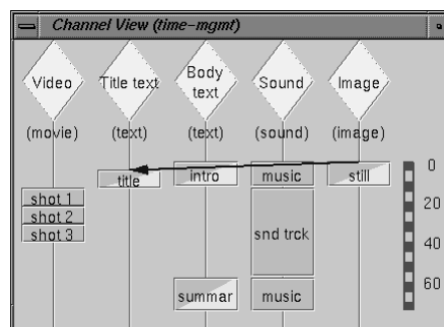 Channel View (time-mgmt)
Video
Title text
Body
text
Sound
Image
(movie)
(text)
(text)
(sound)
(image)
title
intro
music
still
0
shot 1
shot 2
shot 3
snd trck
20
40
summar
music
60